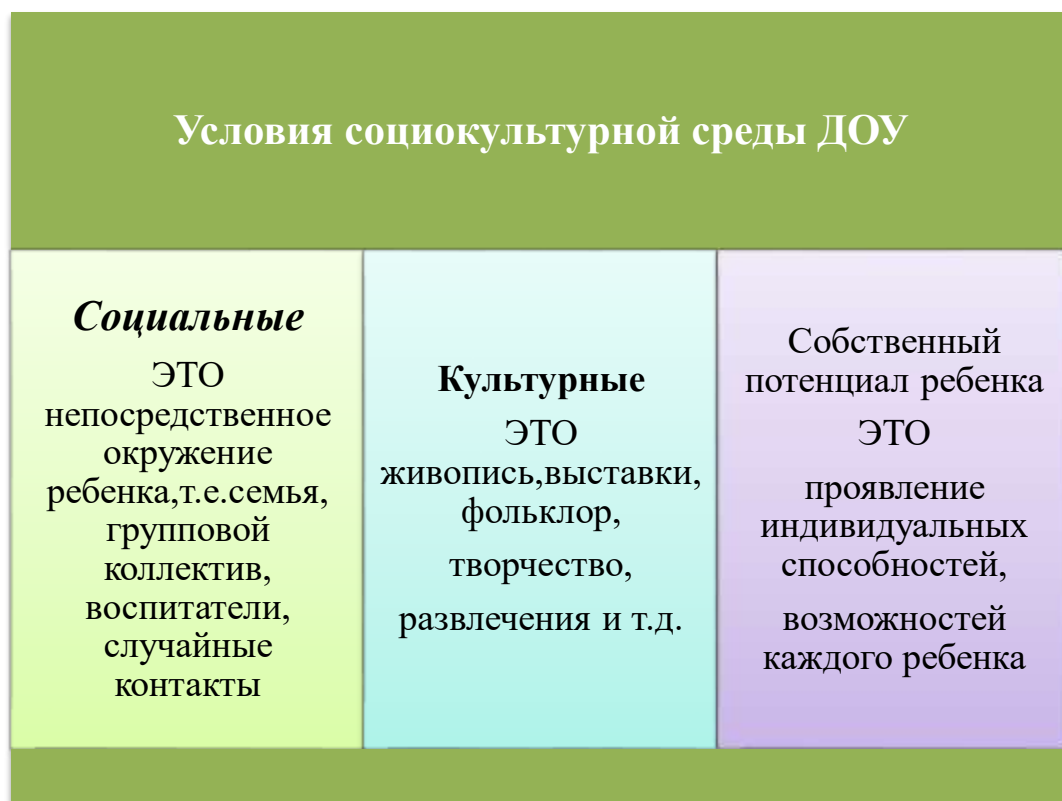 Условия социокультурной среды ДОУ
Социальные
ЭТО
непосредственное
окружение
ребенка,т.е.семья,
групповой
коллектив,
воспитатели,
случайные
контакты
Культурные
ЭТО
живопись,выставки,
фольклор,
творчество,
развлечения и т.д.
Собственный
потенциал ребенка
ЭТО
проявление
индивидуальных
способностей,
возможностей
каждого ребенка